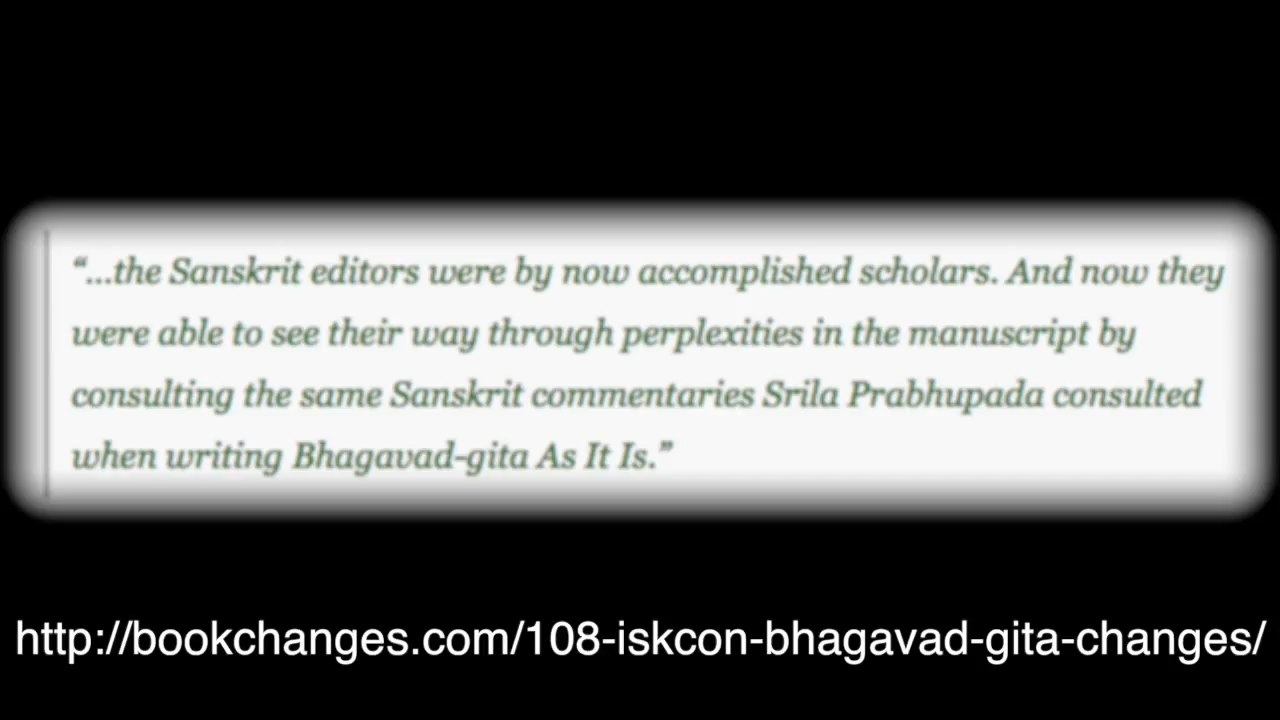 “...the Sanskrit editors were by now accomplished scholars. And now they
were able to see their way through perplexities in the manuscript by
consulting the same Sanskrit commentaries Srila Prabhupada consulted
when writing Bhagavad-gita As It Is.”
http://bookchanges.com/108-iskcon-bhagavad-gita-changes/